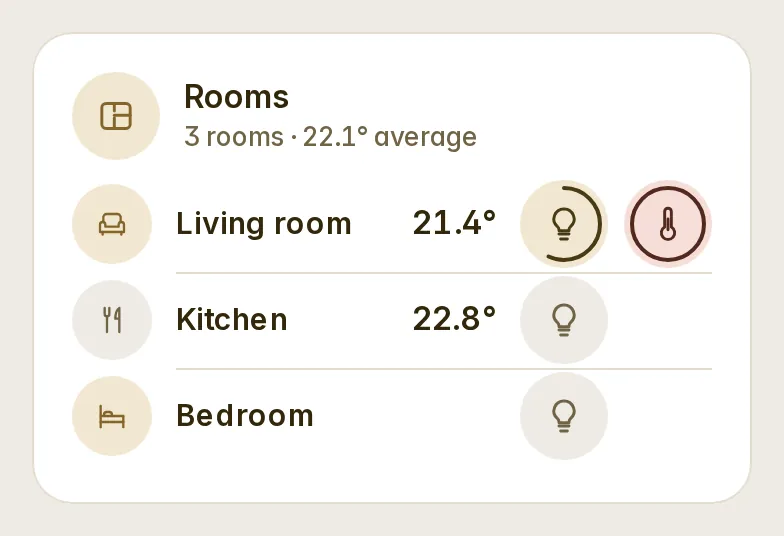 Rooms
3 rooms · 22.1° average
Living room 21.4°
Kitchen 22.8°
Bedroom